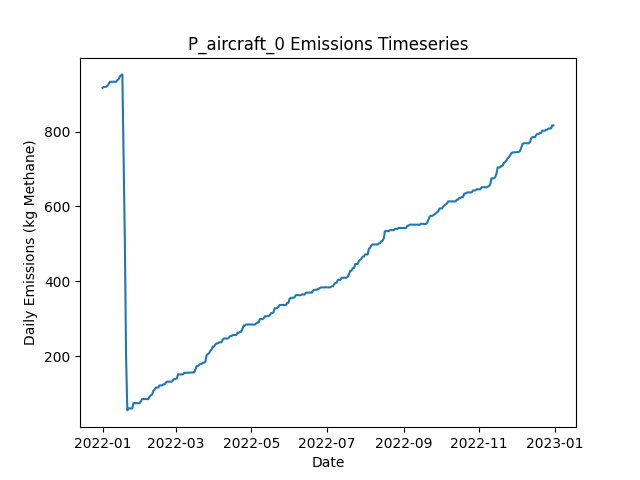 P_aircraft_0 Emissions Timeseries
Daily Emissions (kg Methane)
800
600
400
200
2022-01 2022-03 2022-05 2022-07 2022-09 2022-11 2023-01
Date